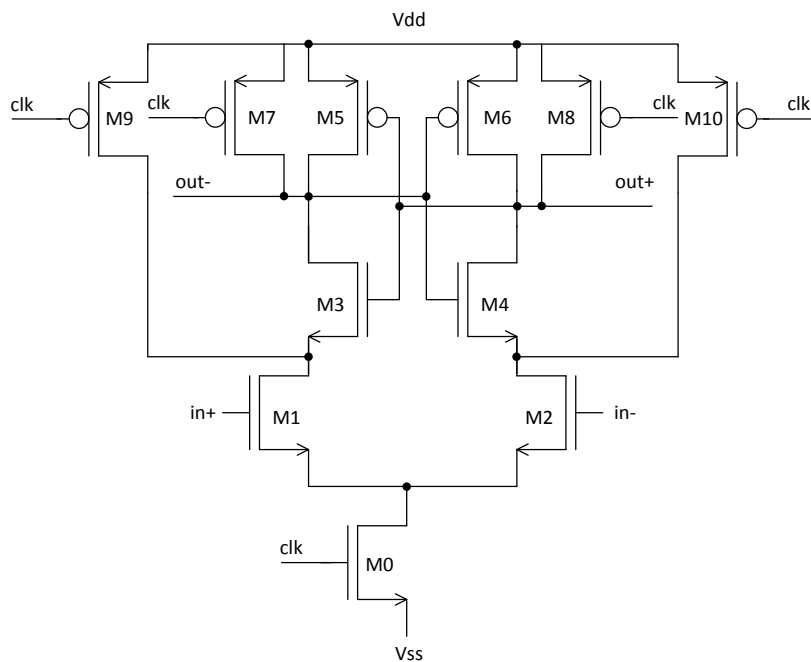 Vdd
clk
M9
clk
M7
M5
M6
M8
clk
M10
clk
out-
out+
M3
M4
in+
M1
M2
in-
clk
M0
Vss